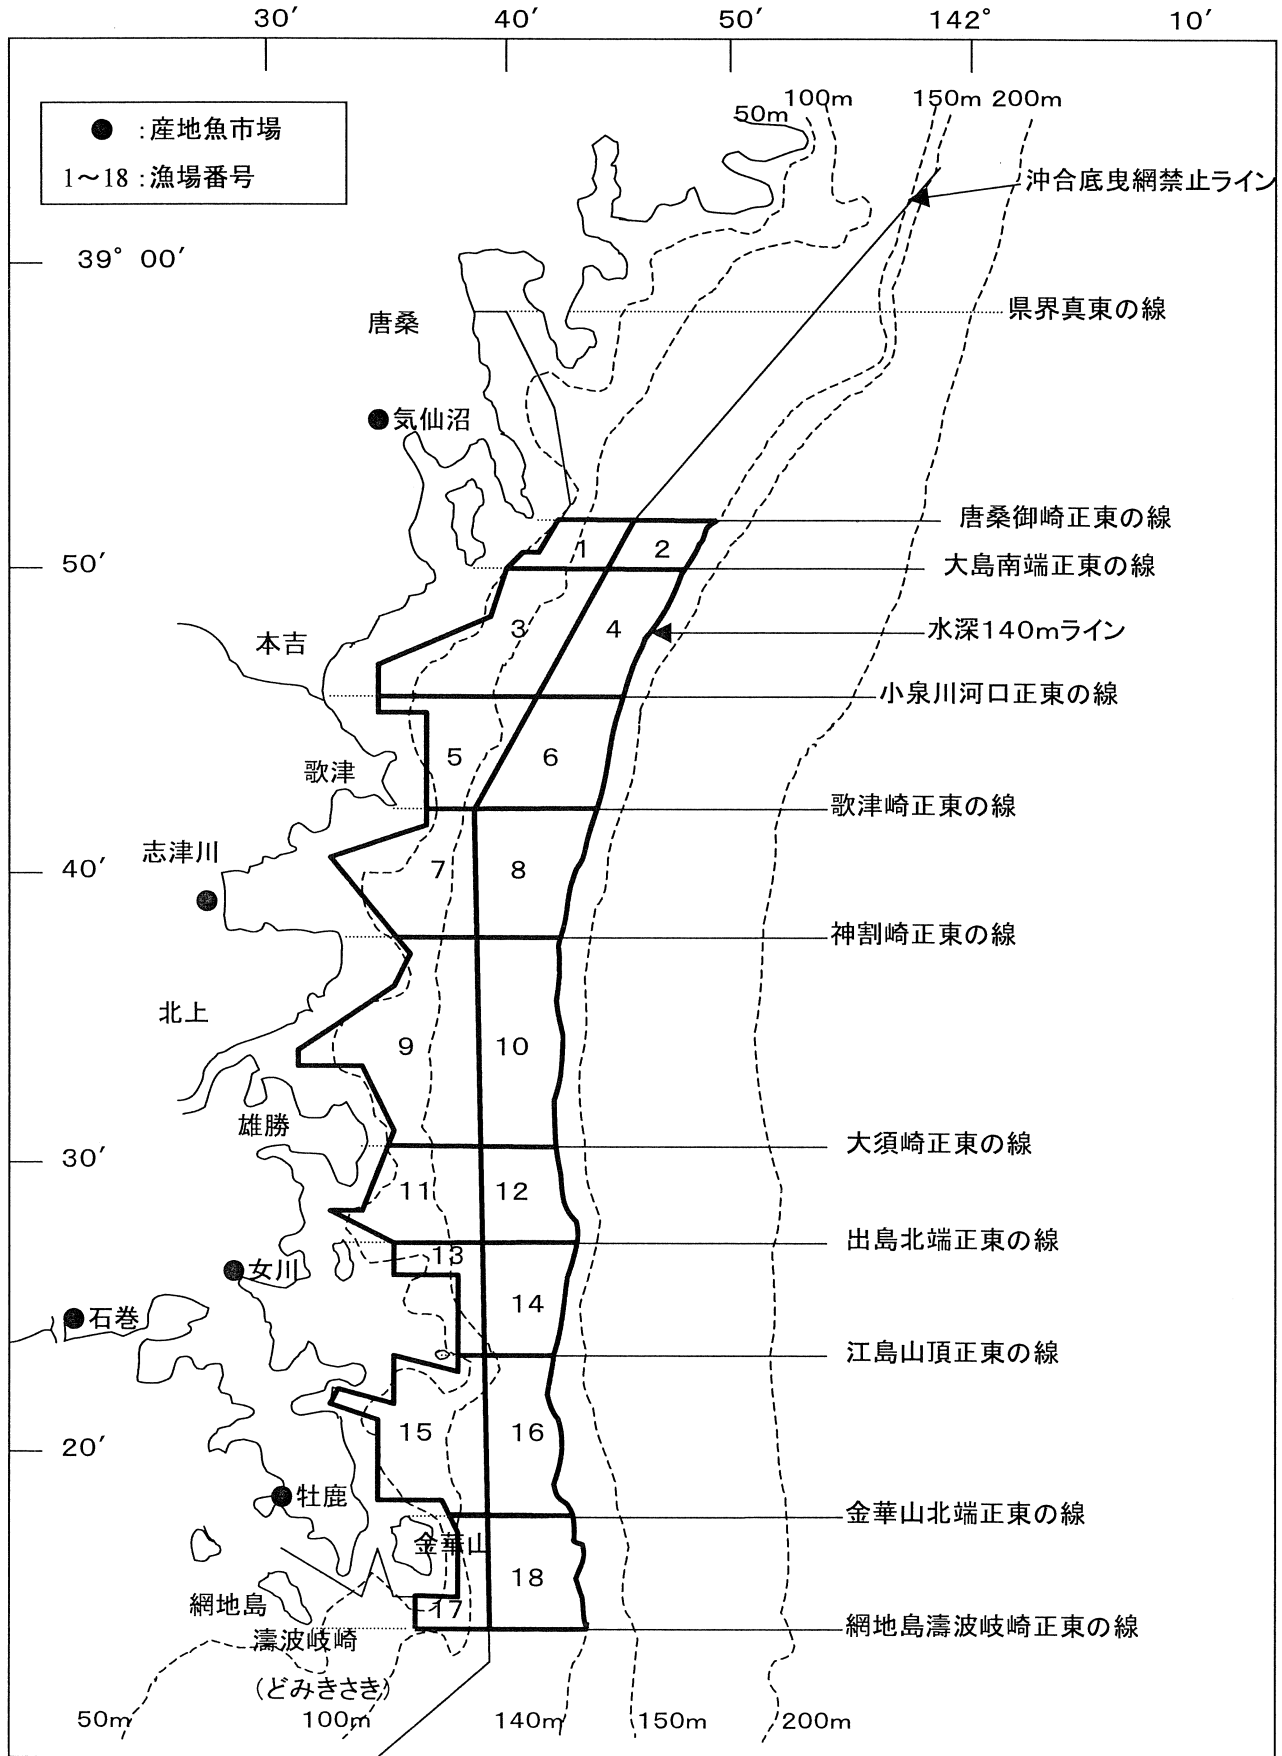 30′ 40′ 50′ 142° 10′
●：産地魚市場
1～18：漁場番号
50m 100m 150m 200m
沖合底曳網禁止ライン
39° 00′
県界真東の線
唐桑
気仙沼
唐桑御崎正東の線
1 2
50′
大島南端正東の線
3 4
水深140mライン
本吉
小泉川河口正東の線
5 6
歌津
歌津崎正東の線
志津川
40′
7 8
神割崎正東の線
北上
9 10
雄勝
大須崎正東の線
30′
11 12
出島北端正東の線
13
女川
14
石巻
江島山頂正東の線
15 16
20′
牡鹿
金華山北端正東の線
金華山
18
網地島
17
網地島濤波岐崎正東の線
濤波岐崎
(どみきさき)
50m 100m 140m 150m 200m